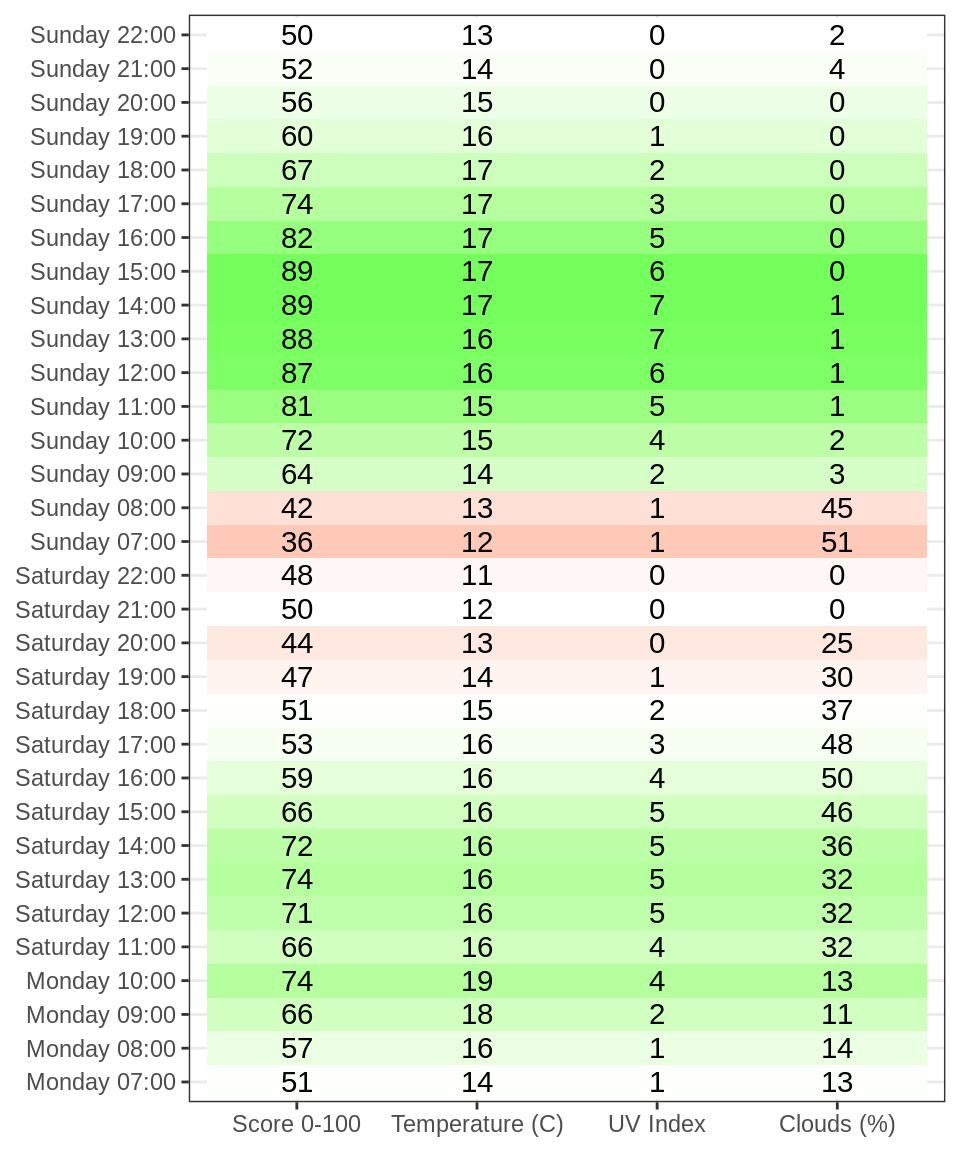 Sunday 22:00 50 13 0 2
Sunday 21:00 52 14 0 4
Sunday 20:00 56 15 0 0
Sunday 19:00 60 16 1 0
Sunday 18:00 67 17 2 0
Sunday 17:00 74 17 3 0
Sunday 16:00 82 17 5 0
Sunday 15:00 89 17 6 0
Sunday 14:00 89 17 7 1
Sunday 13:00 88 16 7 1
Sunday 12:00 87 16 6 1
Sunday 11:00 81 15 5 1
Sunday 10:00 72 15 4 2
Sunday 09:00 64 14 2 3
Sunday 08:00 42 13 1 45
Sunday 07:00 36 12 1 51
Saturday 22:00 48 11 0 0
Saturday 21:00 50 12 0 0
Saturday 20:00 44 13 0 25
Saturday 19:00 47 14 1 30
Saturday 18:00 51 15 2 37
Saturday 17:00 53 16 3 48
Saturday 16:00 59 16 4 50
Saturday 15:00 66 16 5 46
Saturday 14:00 72 16 5 36
Saturday 13:00 74 16 5 32
Saturday 12:00 71 16 5 32
Saturday 11:00 66 16 4 32
Monday 10:00 74 19 4 13
Monday 09:00 66 18 2 11
Monday 08:00 57 16 1 14
Monday 07:00 51 14 1 13
Score 0-100 Temperature (C) UV Index Clouds (%)